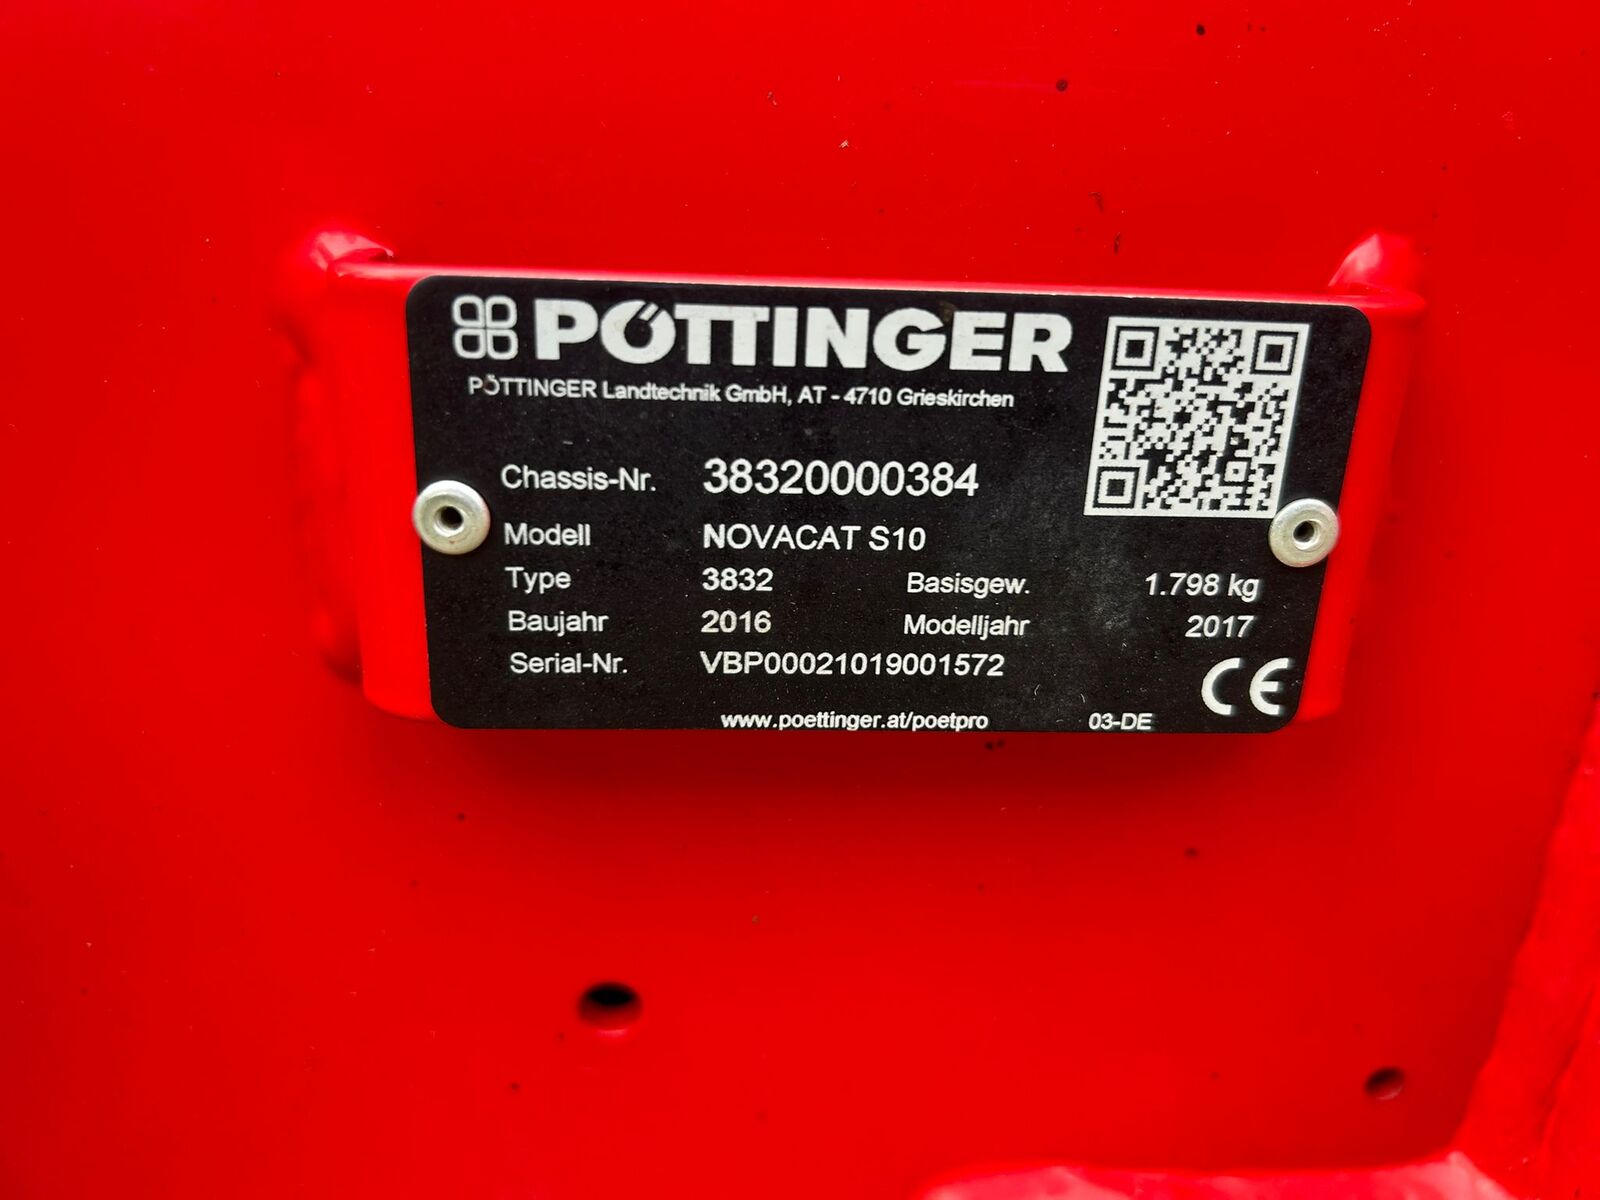 PÖTTINGER
PÖTTINGER Landtechnik GmbH, AT - 4710 Grieskirchen
Chassis-Nr. 38320000384
Modell NOVACAT S10
Type 3832 Basisgew. 1.798 kg
Baujahr 2016 Modelljahr 2017
Serial-Nr. VBP00021019001572
CE
www.poettinger.at/poetpro 03-DE